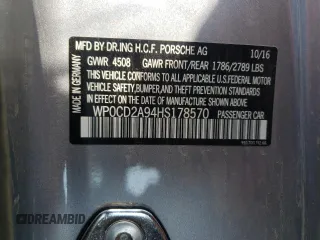 MFD BY DR.ING H.C.F. PORSCHE AG 10/16
GVWR 4508 GAWR FRONT/REAR 1786/2789 LBS
THIS VEHICLE CONFORMS TO ALL APPLICABLE U.S.FEDERAL MOTOR
VEHICLE SAFETY,BUMPER,AND THEFT PREVENTION STANDARDS
IN EFFECT ON THE DATE OF MANUFACTURE SHOWN ABOVE
WP0CD2A94HS178570 PASSENGER CAR
MADE IN GERMANY
DREAMBID